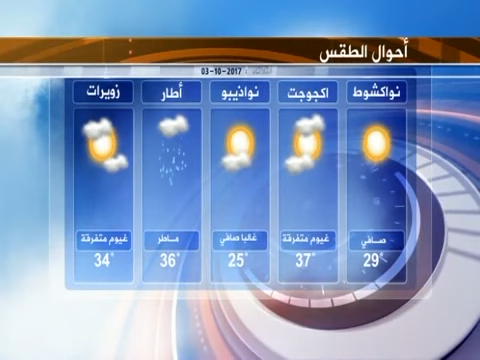 أحوال الطقس
03-10-2017
نواكشوط
اكجوجت
نواذيبو
أطار
زويرات
صافي
غيوم متفرقة
غالبا صافي
ماطر
غيوم متفرقة
29°
37°
25°
36°
34°